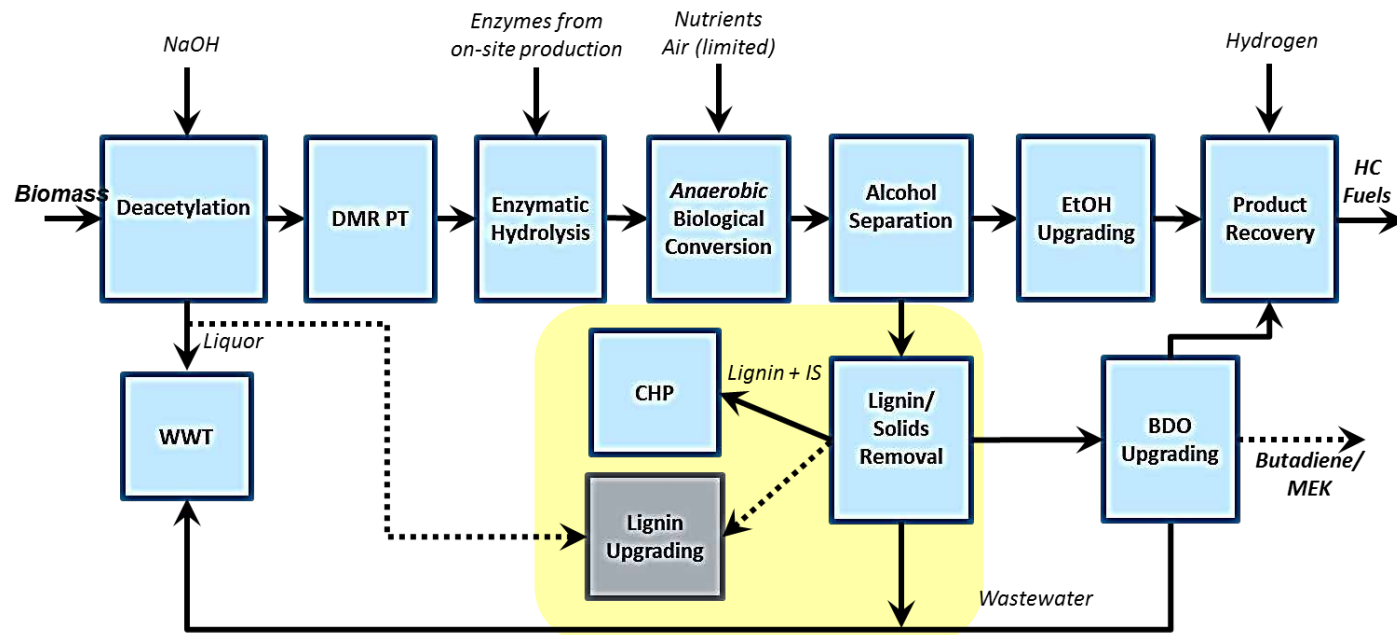 NaOH
Enzymes from
on-site production
Nutrients
Air (limited)
Hydrogen
Biomass
Deacetylation
DMR PT
Enzymatic
Hydrolysis
Anaerobic
Biological
Conversion
Alcohol
Separation
EtOH
Upgrading
Product
Recovery
HC
Fuels
Liquor
WWT
CHP
Lignin + IS
Lignin/
Solids
Removal
BDO
Upgrading
Butadiene/
MEK
Lignin
Upgrading
Wastewater